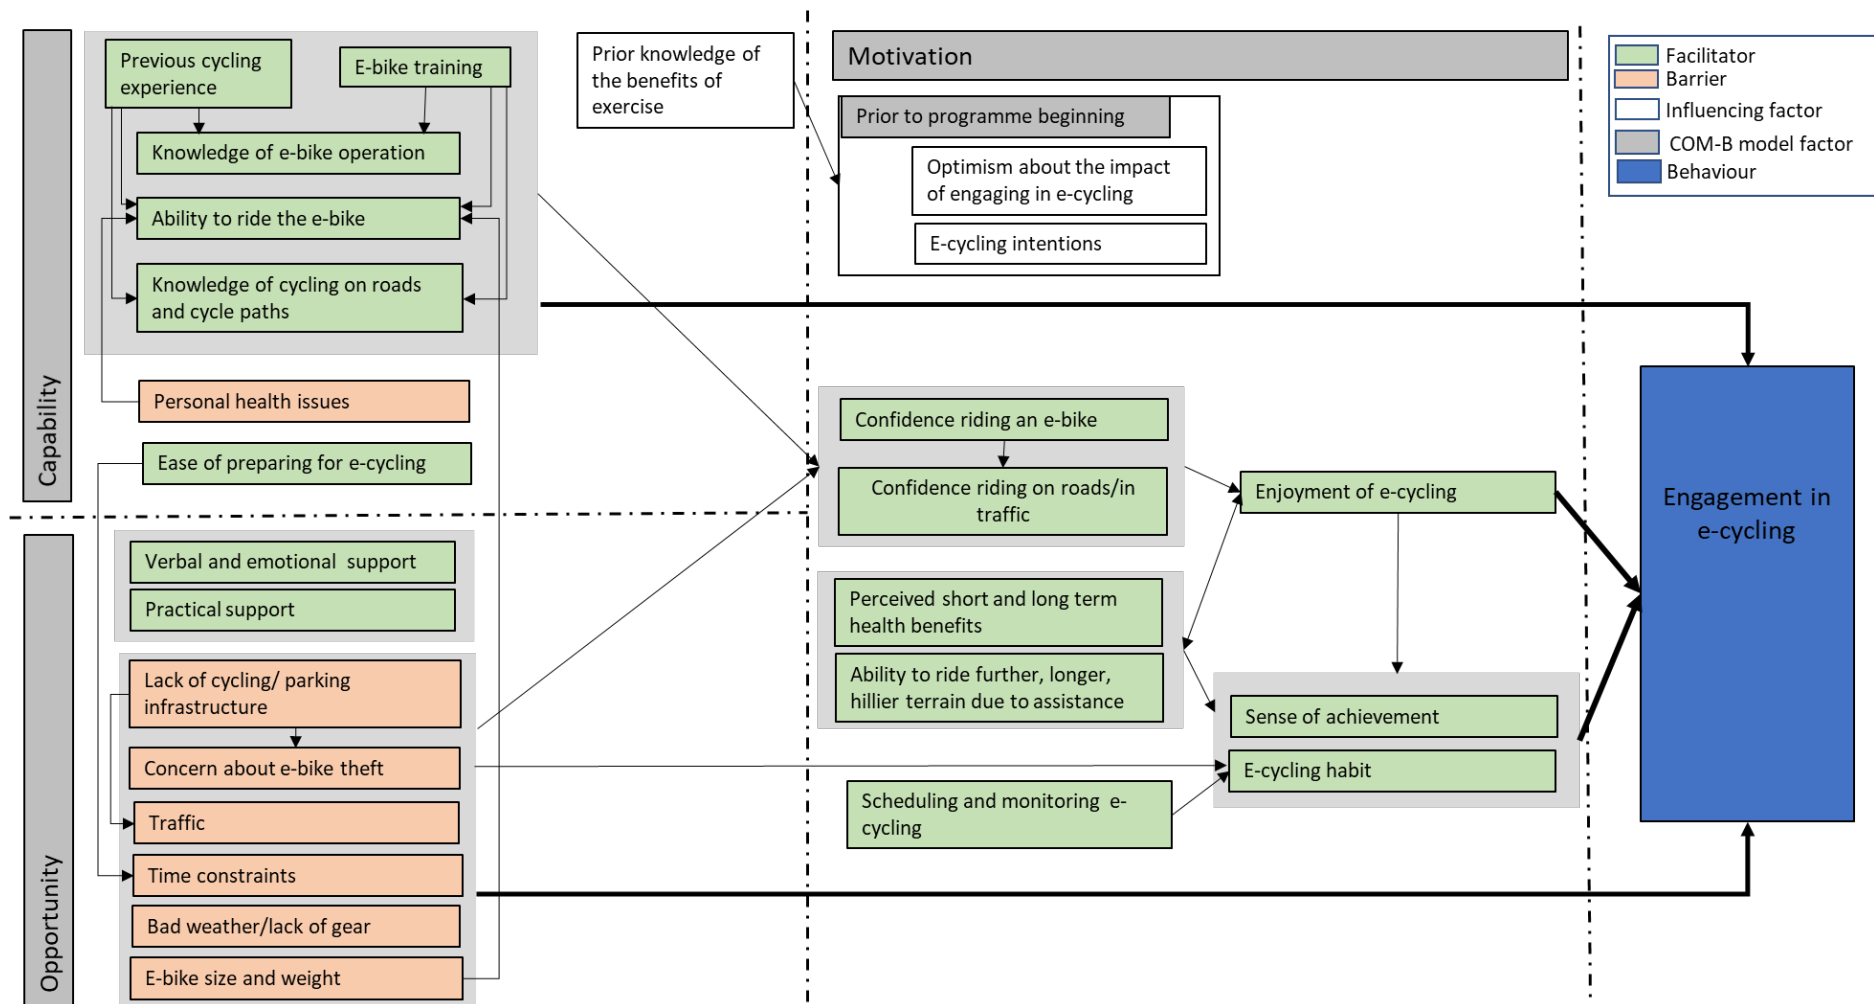 Capability
Previous cycling
experience
E-bike training
Knowledge of e-bike operation
Ability to ride the e-bike
Knowledge of cycling on roads
and cycle paths
Personal health issues
Ease of preparing for e-cycling
Opportunity
Verbal and emotional support
Practical support
Lack of cycling/ parking
infrastructure
Concern about e-bike theft
Traffic
Time constraints
Bad weather/lack of gear
E-bike size and weight
Prior knowledge of
the benefits of
exercise
Motivation
Prior to programme beginning
Optimism about the impact
of engaging in e-cycling
E-cycling intentions
Confidence riding an e-bike
Confidence riding on roads/in
traffic
Perceived short and long term
health benefits
Ability to ride further, longer,
hillier terrain due to assistance
Scheduling and monitoring e-
cycling
Enjoyment of e-cycling
Sense of achievement
E-cycling habit
Facilitator
Barrier
Influencing factor
COM-B model factor
Behaviour
Engagement in
e-cycling